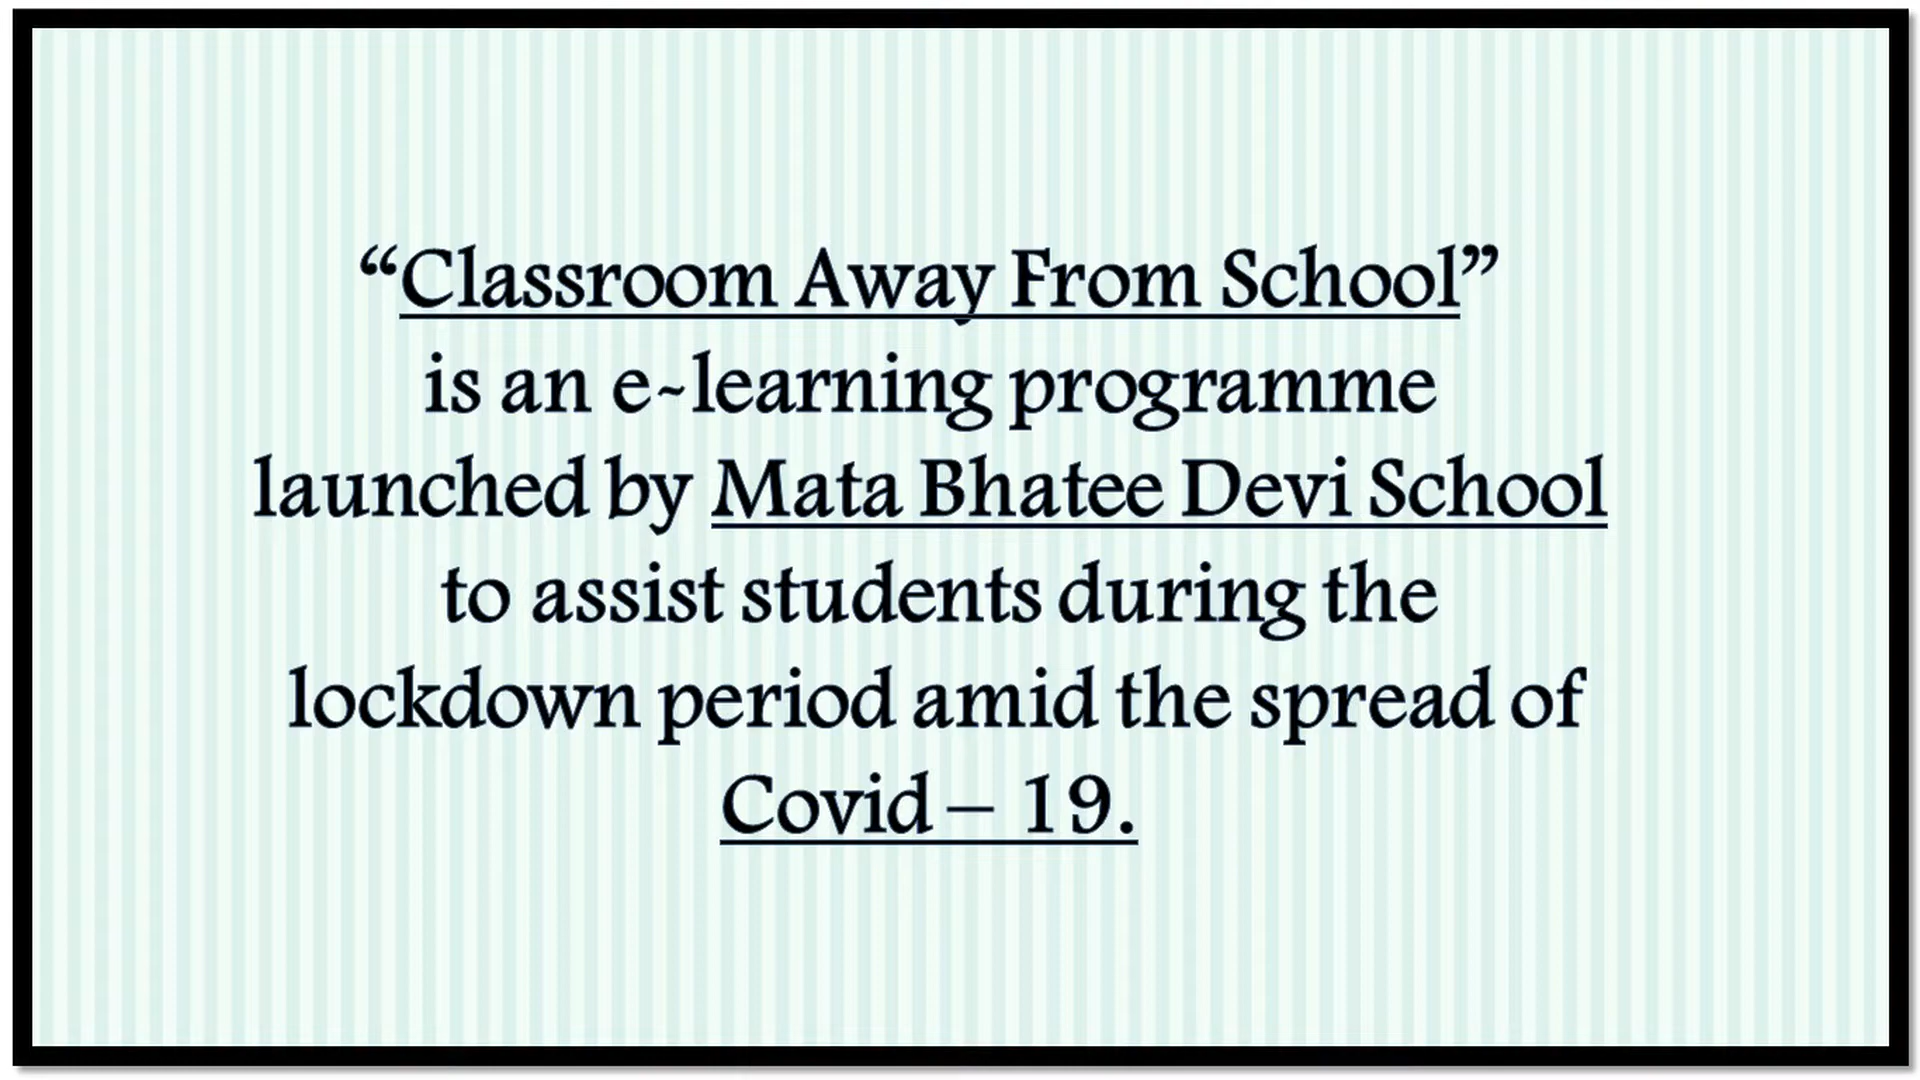 “Classroom Away From School”
is an e-learning programme
launched by Mata Bhatee Devi School
to assist students during the
lockdown period amid the spread of
Covid – 19.